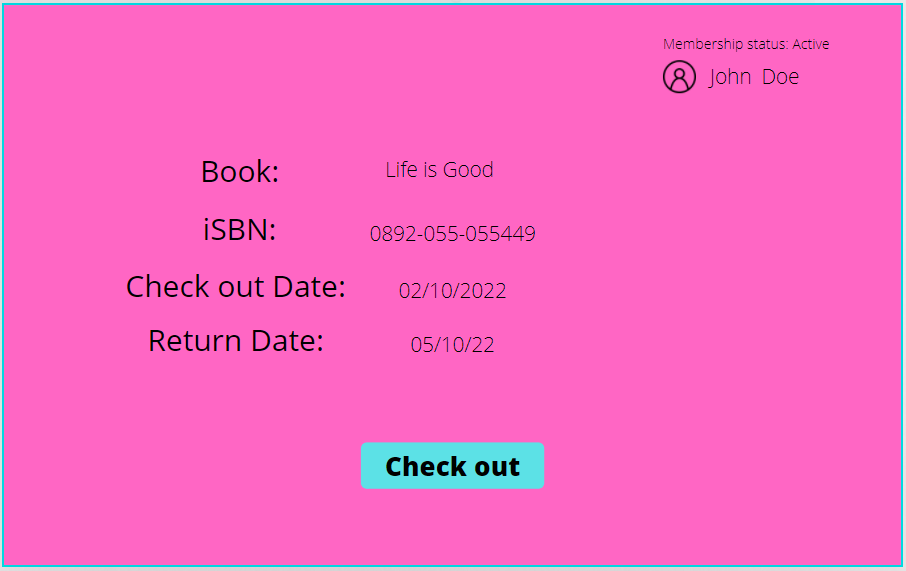 Membership status: Active
John Doe
Book: Life is Good
iSBN: 0892-055-055449
Check out Date: 02/10/2022
Return Date: 05/10/22
Check out